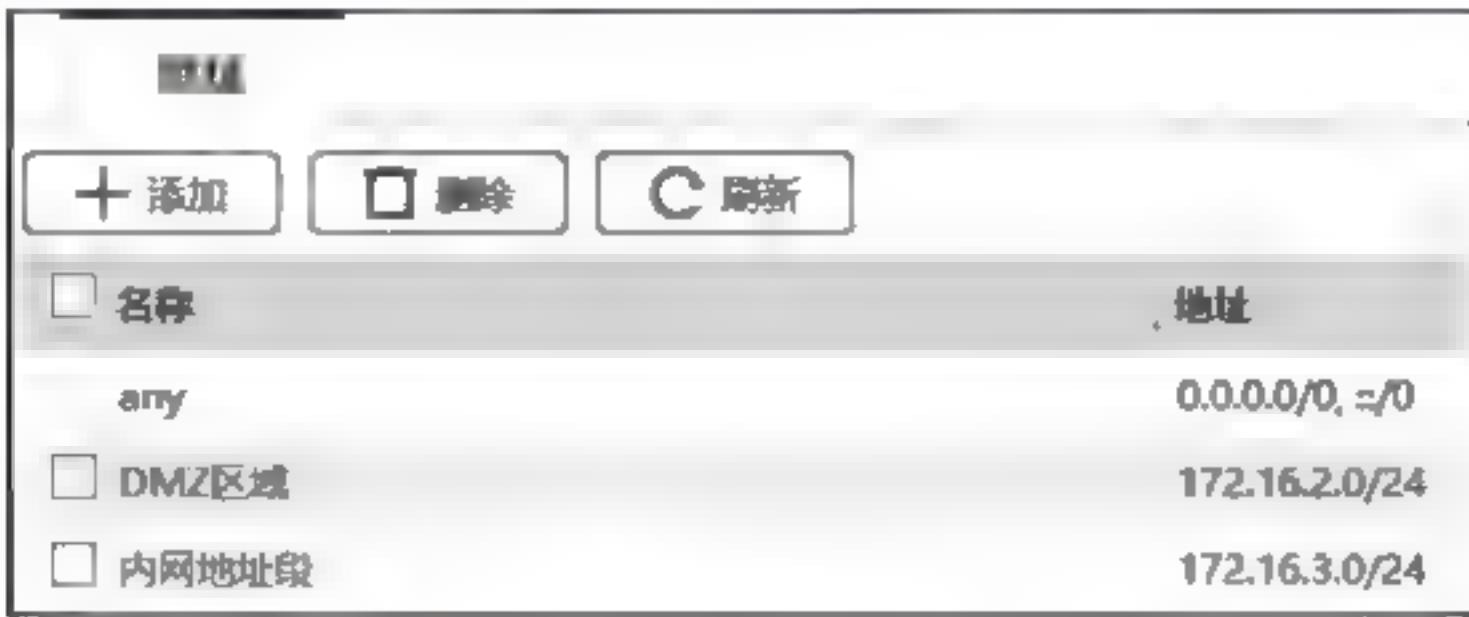 添加 删除 刷新
名称 地址
any 0.0.0.0/0, ::/0
DMZ区域 172.16.2.0/24
内网地址段 172.16.3.0/24